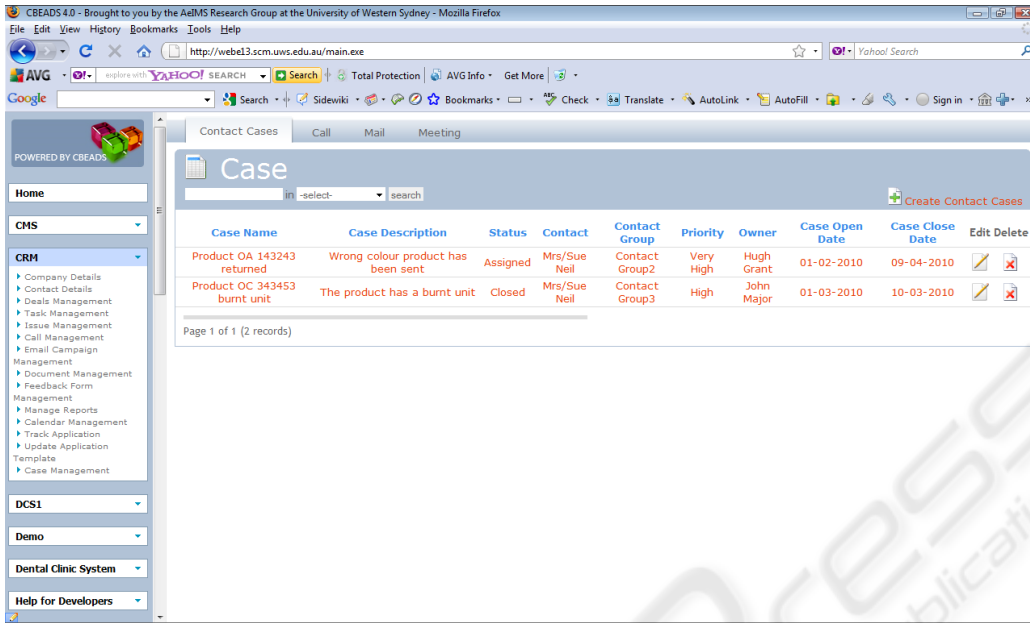 CBEADS 4.0 - Brought to you by the AeIMS Research Group at the University of Western Sydney - Mozilla Firefox
File Edit View History Bookmarks Tools Help
http://webe13.scm.uws.edu.au/main.exe
Yahoo! Search
AVG explore with YAHOO! SEARCH Search Total Protection AVG Info Get More
Google Search Sidewiki Bookmarks Check Translate AutoLink AutoFill Sign in
POWERED BY CBEADS
Home
CMS
CRM
Company Details
Contact Details
Deals Management
Task Management
Issue Management
Call Management
Email Campaign
Management
Document Management
Feedback Form
Management
Manage Reports
Calendar Management
Track Application
Update Application
Template
Case Management
DCS1
Demo
Dental Clinic System
Help for Developers
Contact Cases Call Mail Meeting
Case
in -select- search
Create Contact Cases
Case Name Case Description Status Contact Contact Group Priority Owner Case Open Date Case Close Date Edit Delete
Product OA 143243 returned Wrong colour product has been sent Assigned Mrs/Sue Neil Contact Group2 Very High Hugh Grant 01-02-2010 09-04-2010
Product OC 343453 burnt unit The product has a burnt unit Closed Mrs/Sue Neil Contact Group3 High John Major 01-03-2010 10-03-2010
Page 1 of 1 (2 records)